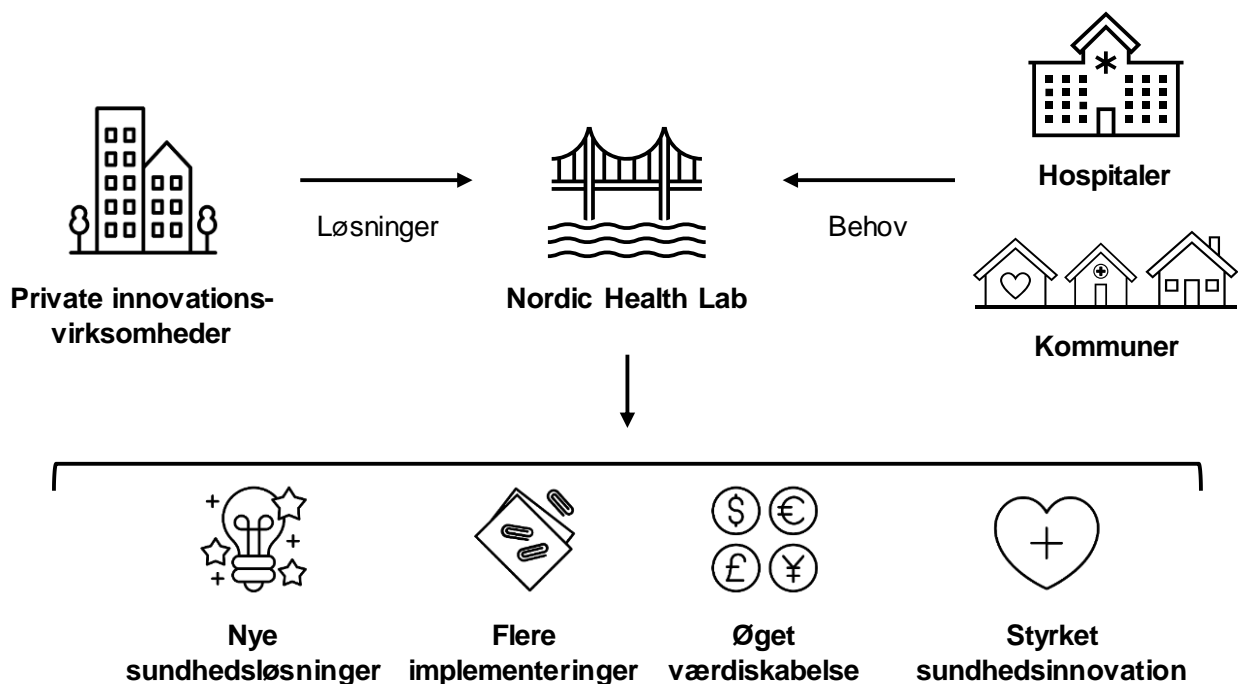 Hospitaler
Løsninger
Behov
Private innovations-
virksomheder
Nordic Health Lab
Kommuner
$ €
£ ¥
Nye
sundhedsløsninger
Flere
implementeringer
Øget
værdiskabelse
Styrket
sundhedsinnovation